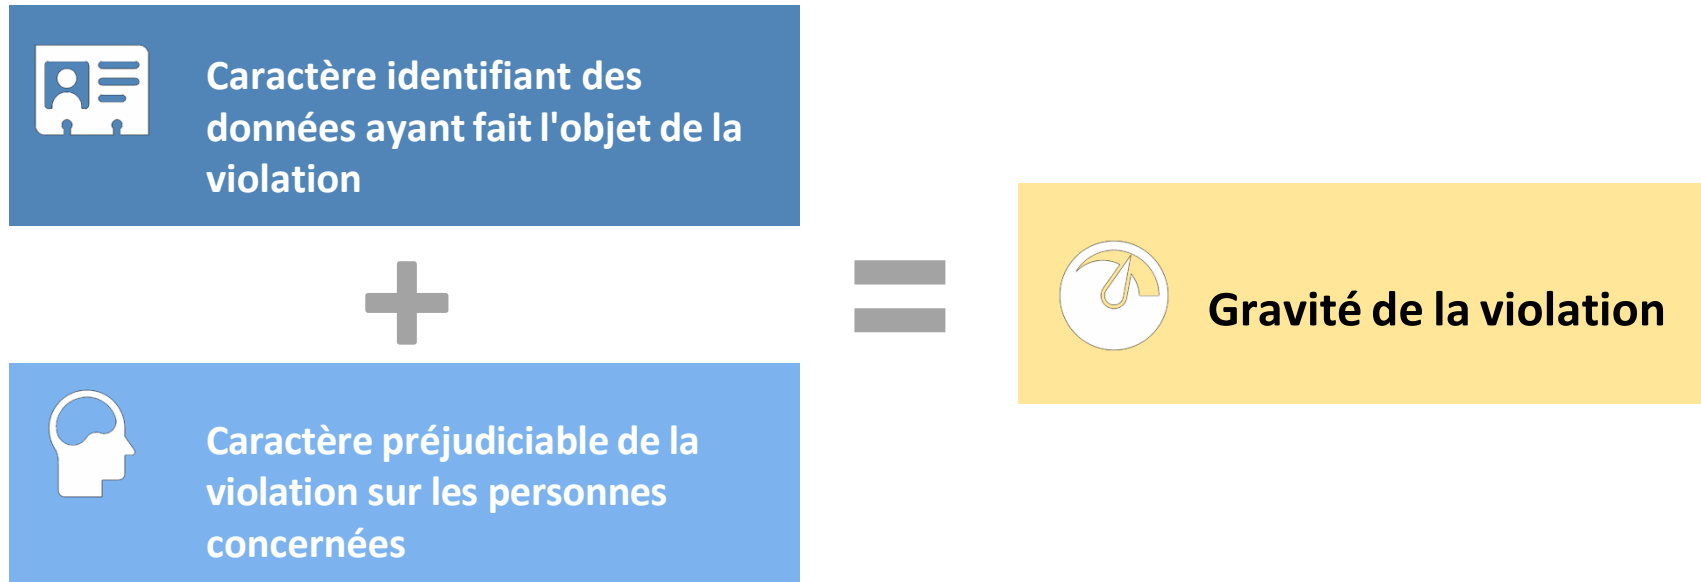 Caractère identifiant des
données ayant fait l'objet de la
violation
Caractère préjudiciable de la
violation sur les personnes
concernées
Gravité de la violation